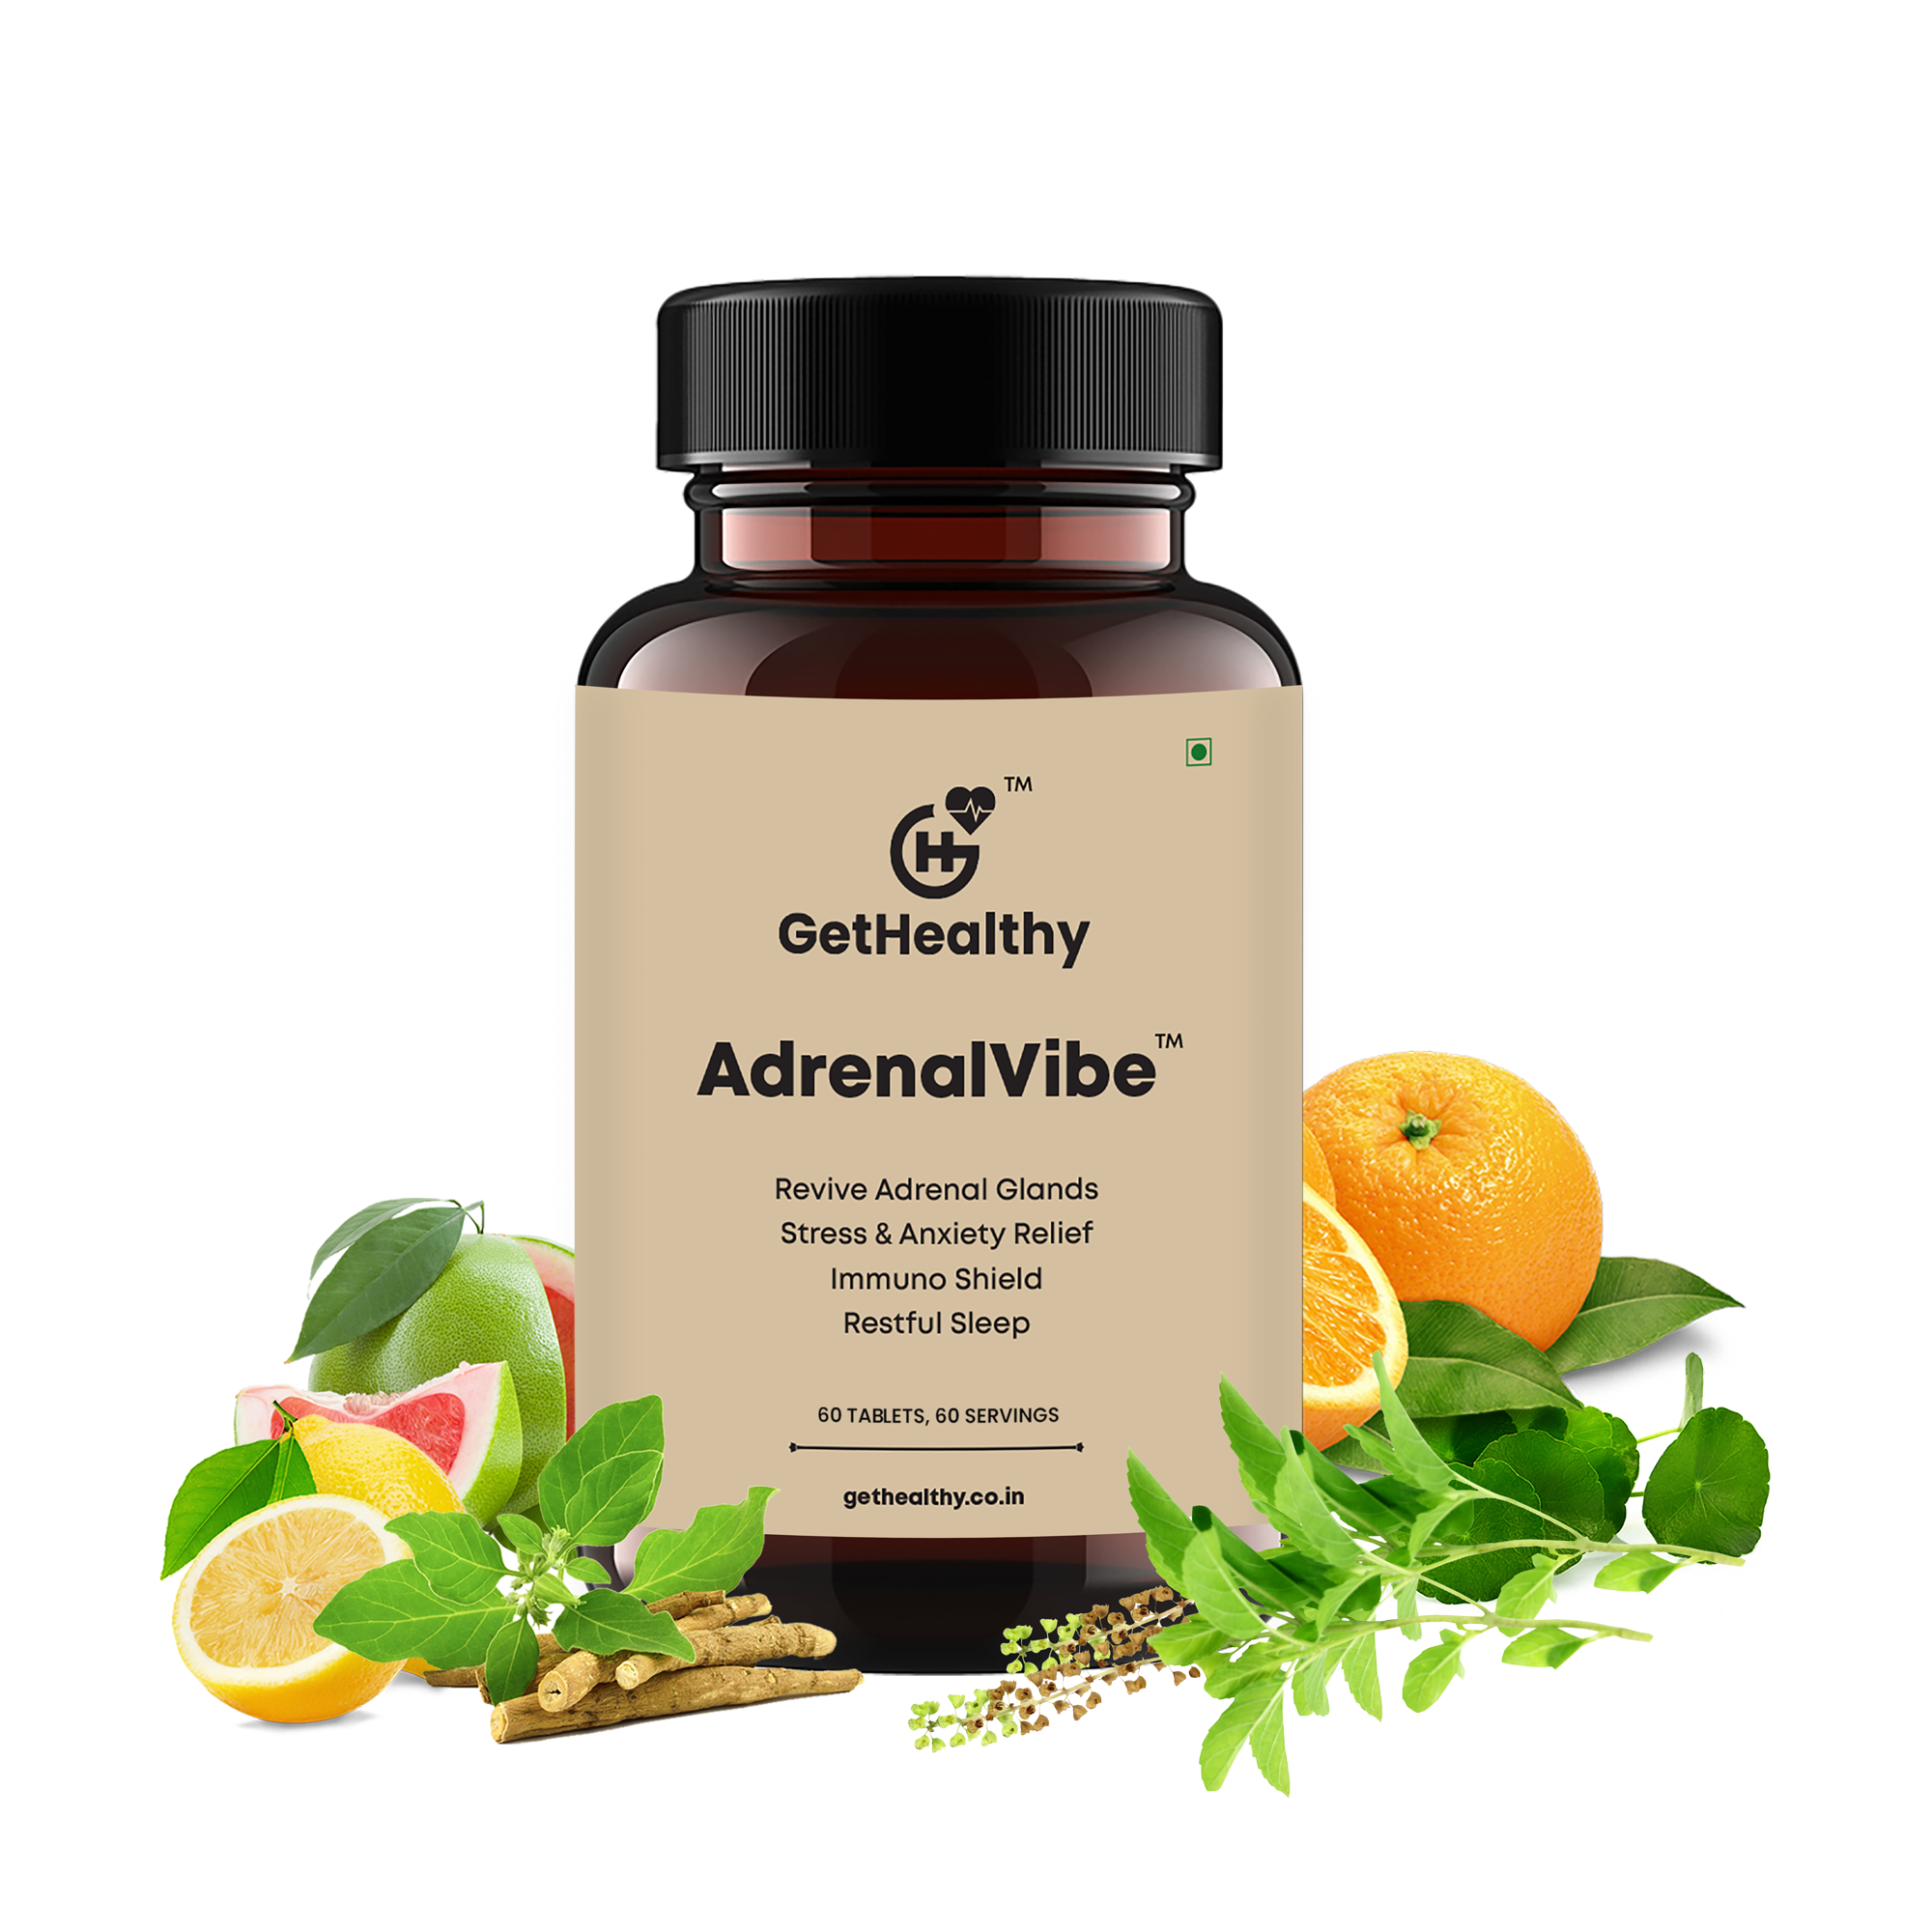 TM
GH
GetHealthy
AdrenalVibe™
Revive Adrenal Glands
Stress & Anxiety Relief
Immuno Shield
Restful Sleep
60 TABLETS, 60 SERVINGS
gethealthy.co.in